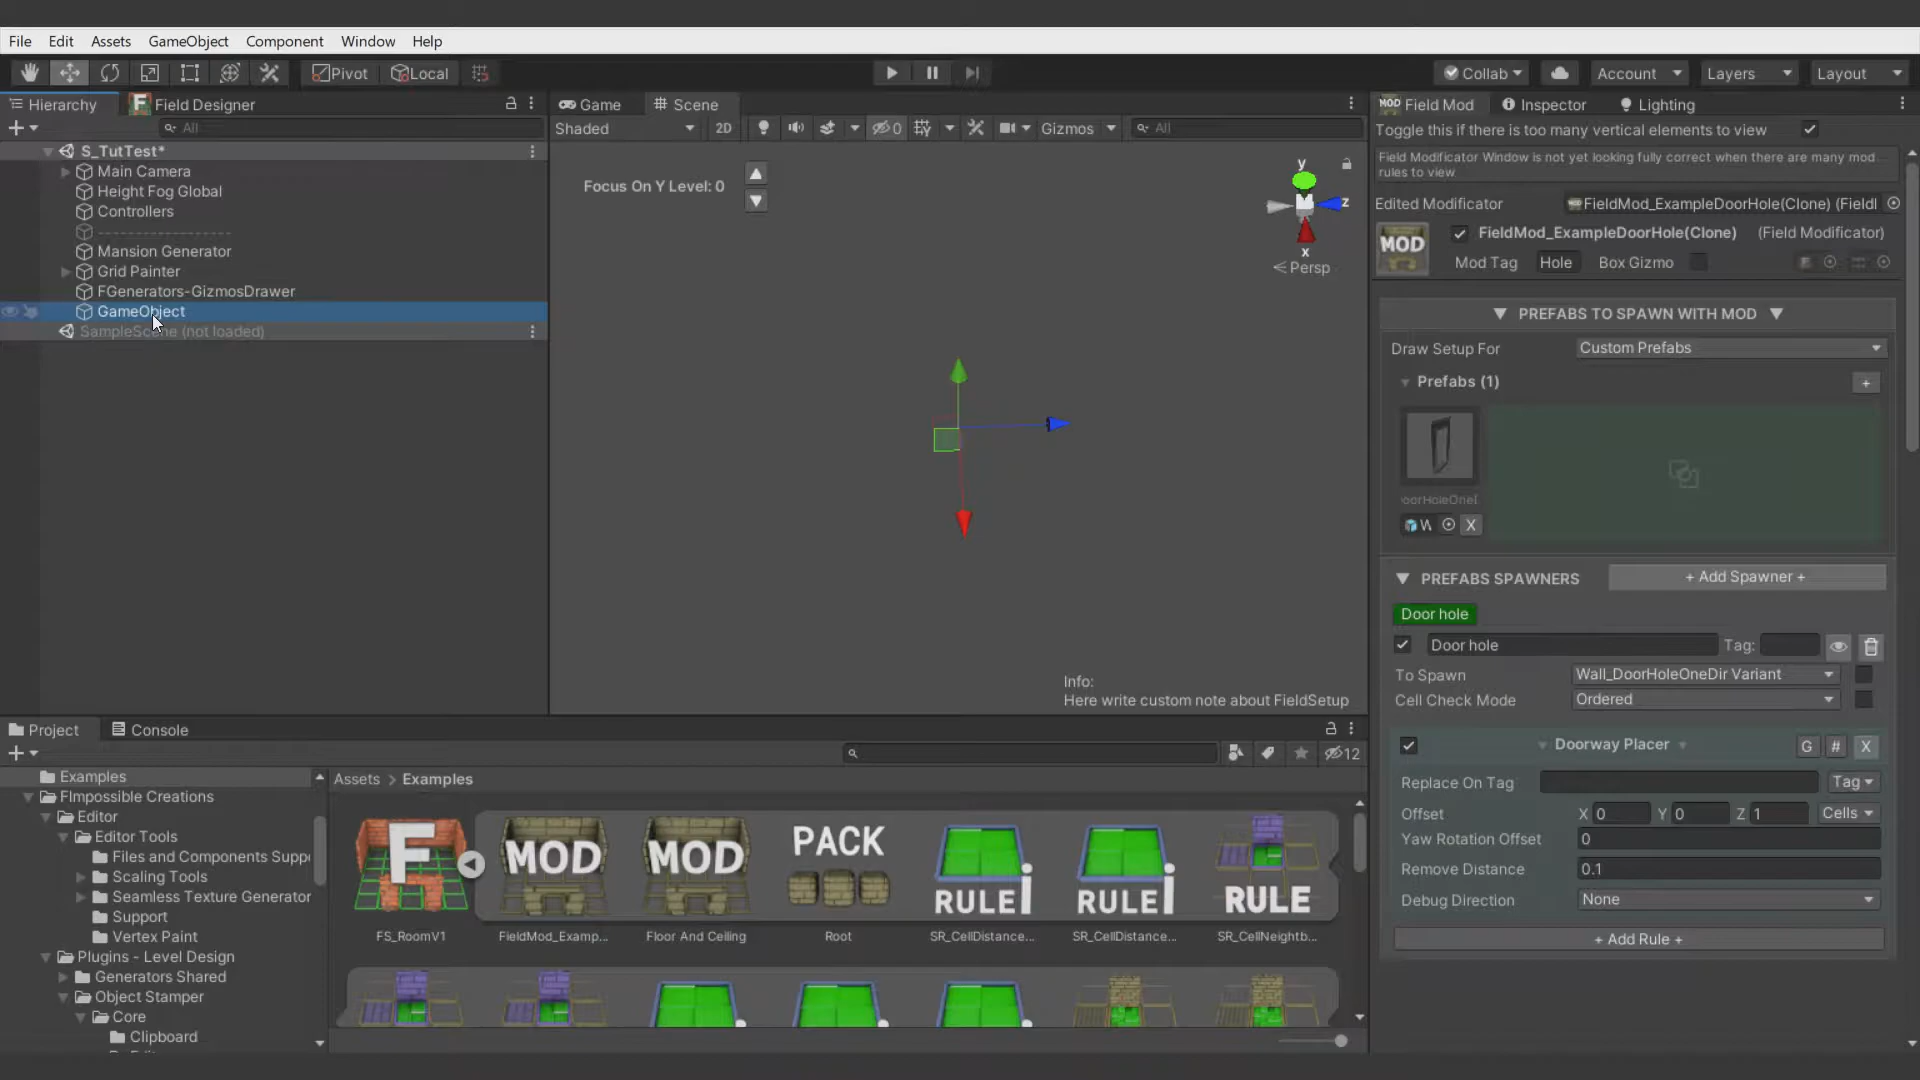 File Edit Assets GameObject Component Window Help
Pivot Local Collab Account Layers Layout
Hierarchy Field Designer
All
S_TutTest*
Main Camera
Height Fog Global
Controllers
--------------------
Mansion Generator
Grid Painter
FGenerators-GizmosDrawer
GameObject
SampleScene (not loaded)
Game Scene
Shaded 2D 0 Gizmos All
Focus On Y Level: 0
y
z
x
Persp
Info:
Here write custom note about FieldSetup
MOD Field Mod Inspector Lighting
Toggle this if there is too many vertical elements to view
Field Modificator Window is not yet looking fully correct when there are many mod
rules to view
Edited Modificator FieldMod_ExampleDoorHole(Clone) (Fiel
MOD FieldMod_ExampleDoorHole(Clone) (Field Modificator)
Mod Tag Hole Box Gizmo
PREFABS TO SPAWN WITH MOD
Draw Setup For Custom Prefabs
Prefabs (1) +
oorHoleOne
W X
PREFABS SPAWNERS + Add Spawner +
Door hole
Door hole Tag:
To Spawn Wall_DoorHoleOneDir Variant
Cell Check Mode Ordered
Doorway Placer G # X
Replace On Tag Tag
Offset X 0 Y 0 Z 1 Cells
Yaw Rotation Offset 0
Remove Distance 0.1
Debug Direction None
+ Add Rule +
Project Console
12
Examples
FImpossible Creations
Editor
Editor Tools
Files and Components Supp
Scaling Tools
Seamless Texture Generator
Support
Vertex Paint
Plugins - Level Design
Generators Shared
Object Stamper
Core
Clipboard
Assets > Examples
F MOD MOD PACK RULE i RULE i RULE
FS_RoomV1 FieldMod_Examp... Floor And Ceiling Root SR_CellDistance... SR_CellDistance... SR_CellNeightb...